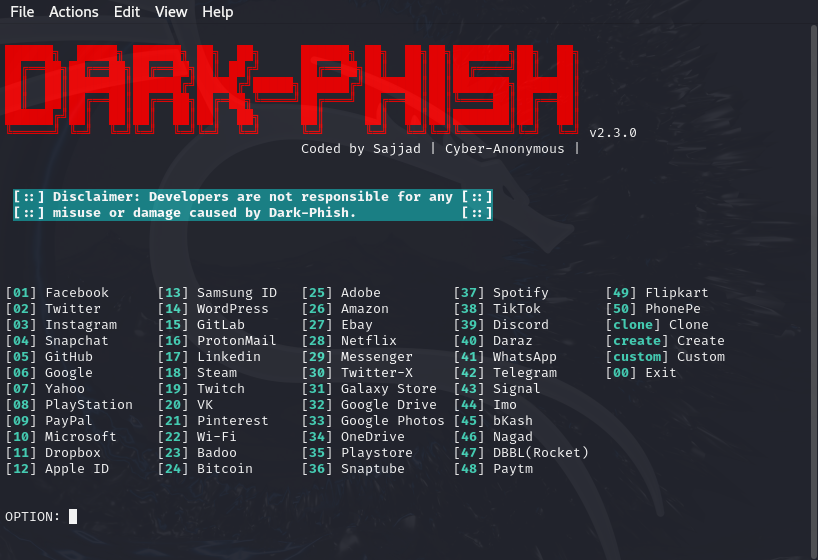 File Actions Edit View Help
DARK-PHISH
v2.3.0
Coded by Sajjad | Cyber-Anonymous |
[::] Disclaimer: Developers are not responsible for any [::]
[::] misuse or damage caused by Dark-Phish. [::]
[01] Facebook [13] Samsung ID [25] Adobe [37] Spotify [49] Flipkart
[02] Twitter [14] WordPress [26] Amazon [38] TikTok [50] PhonePe
[03] Instagram [15] GitLab [27] Ebay [39] Discord [clone] Clone
[04] Snapchat [16] ProtonMail [28] Netflix [40] Daraz [create] Create
[05] GitHub [17] Linkedin [29] Messenger [41] WhatsApp [custom] Custom
[06] Google [18] Steam [30] Twitter-X [42] Telegram [00] Exit
[07] Yahoo [19] Twitch [31] Galaxy Store [43] Signal
[08] PlayStation [20] VK [32] Google Drive [44] Imo
[09] PayPal [21] Pinterest [33] Google Photos [45] bKash
[10] Microsoft [22] Wi-Fi [34] OneDrive [46] Nagad
[11] Dropbox [23] Badoo [35] Playstore [47] DBBL(Rocket)
[12] Apple ID [24] Bitcoin [36] Snaptube [48] Paytm
OPTION: